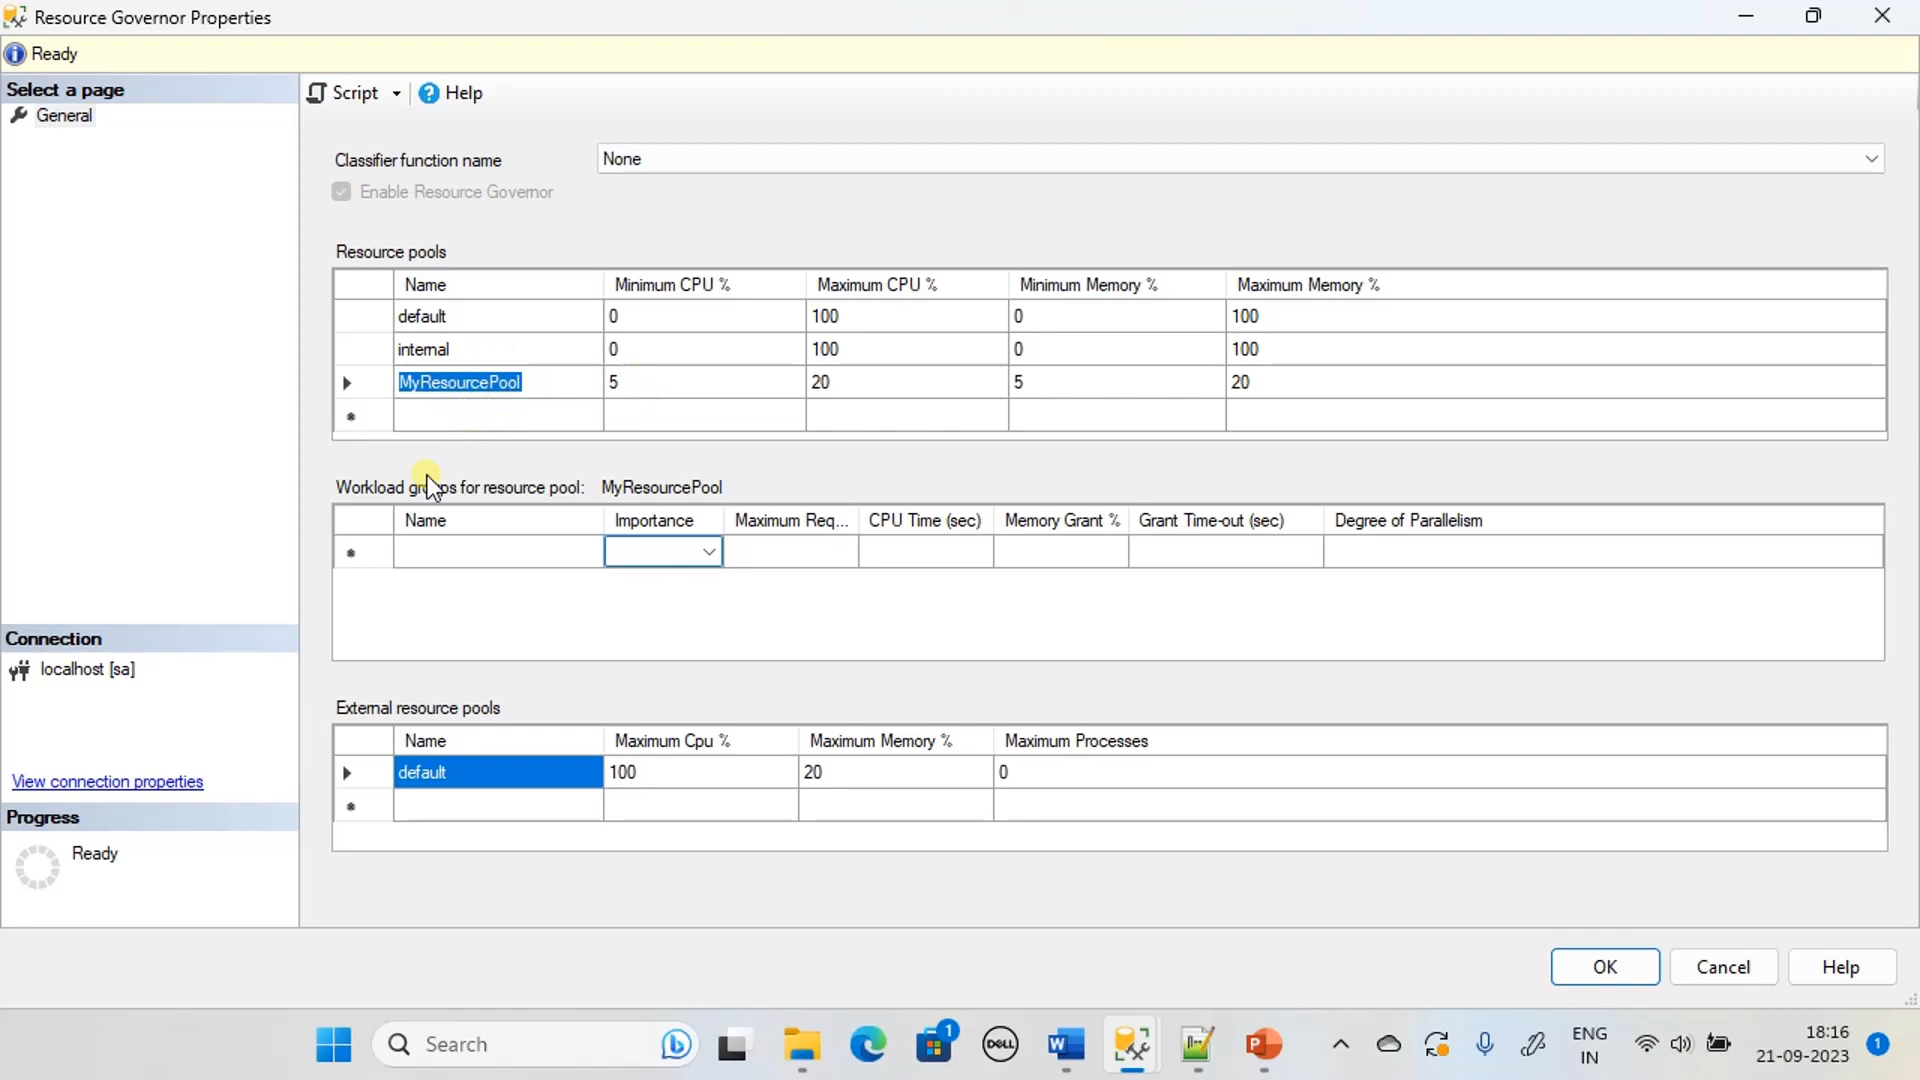 Resource Governor Properties
Ready
Select a page
General
Script
Help
Classifier function name
None
Enable Resource Governor
Resource pools
Name Minimum CPU % Maximum CPU % Minimum Memory % Maximum Memory %
default 0 100 0 100
internal 0 100 0 100
MyResourcePool 5 20 5 20
Workload groups for resource pool: MyResourcePool
Name Importance Maximum Req... CPU Time (sec) Memory Grant % Grant Time-out (sec) Degree of Parallelism
Connection
localhost [sa]
View connection properties
Progress
Ready
External resource pools
Name Maximum Cpu % Maximum Memory % Maximum Processes
default 100 20 0
OK Cancel Help
Search
1
DELL
W
P
ENG
IN
18:16
21-09-2023
1